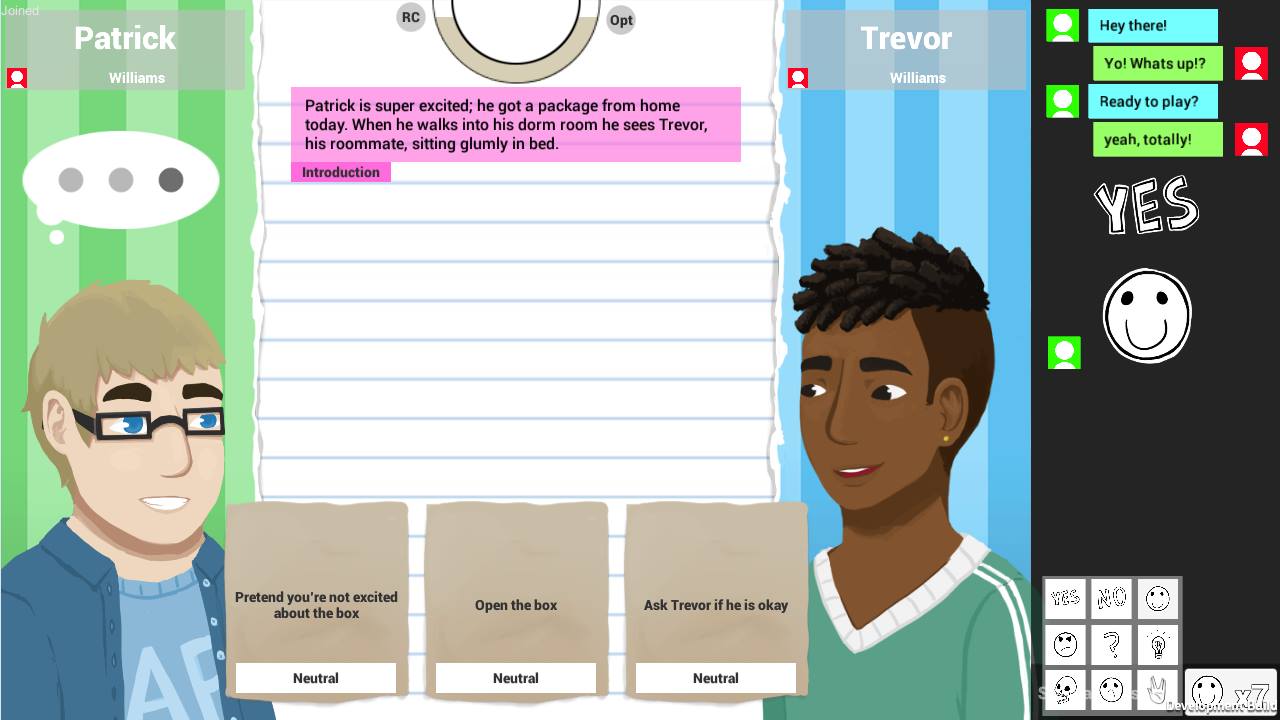 Joined
Patrick
Williams
RC
Opt
Trevor
Williams
Patrick is super excited; he got a package from home
today. When he walks into his dorm room he sees Trevor,
his roommate, sitting glumly in bed.
Introduction
Hey there!
Yo! Whats up!?
Ready to play?
yeah, totally!
YES
AP
Pretend you're not excited
about the box
Neutral
Open the box
Neutral
Ask Trevor if he is okay
Neutral
YES
NO
?
x7
Development Build